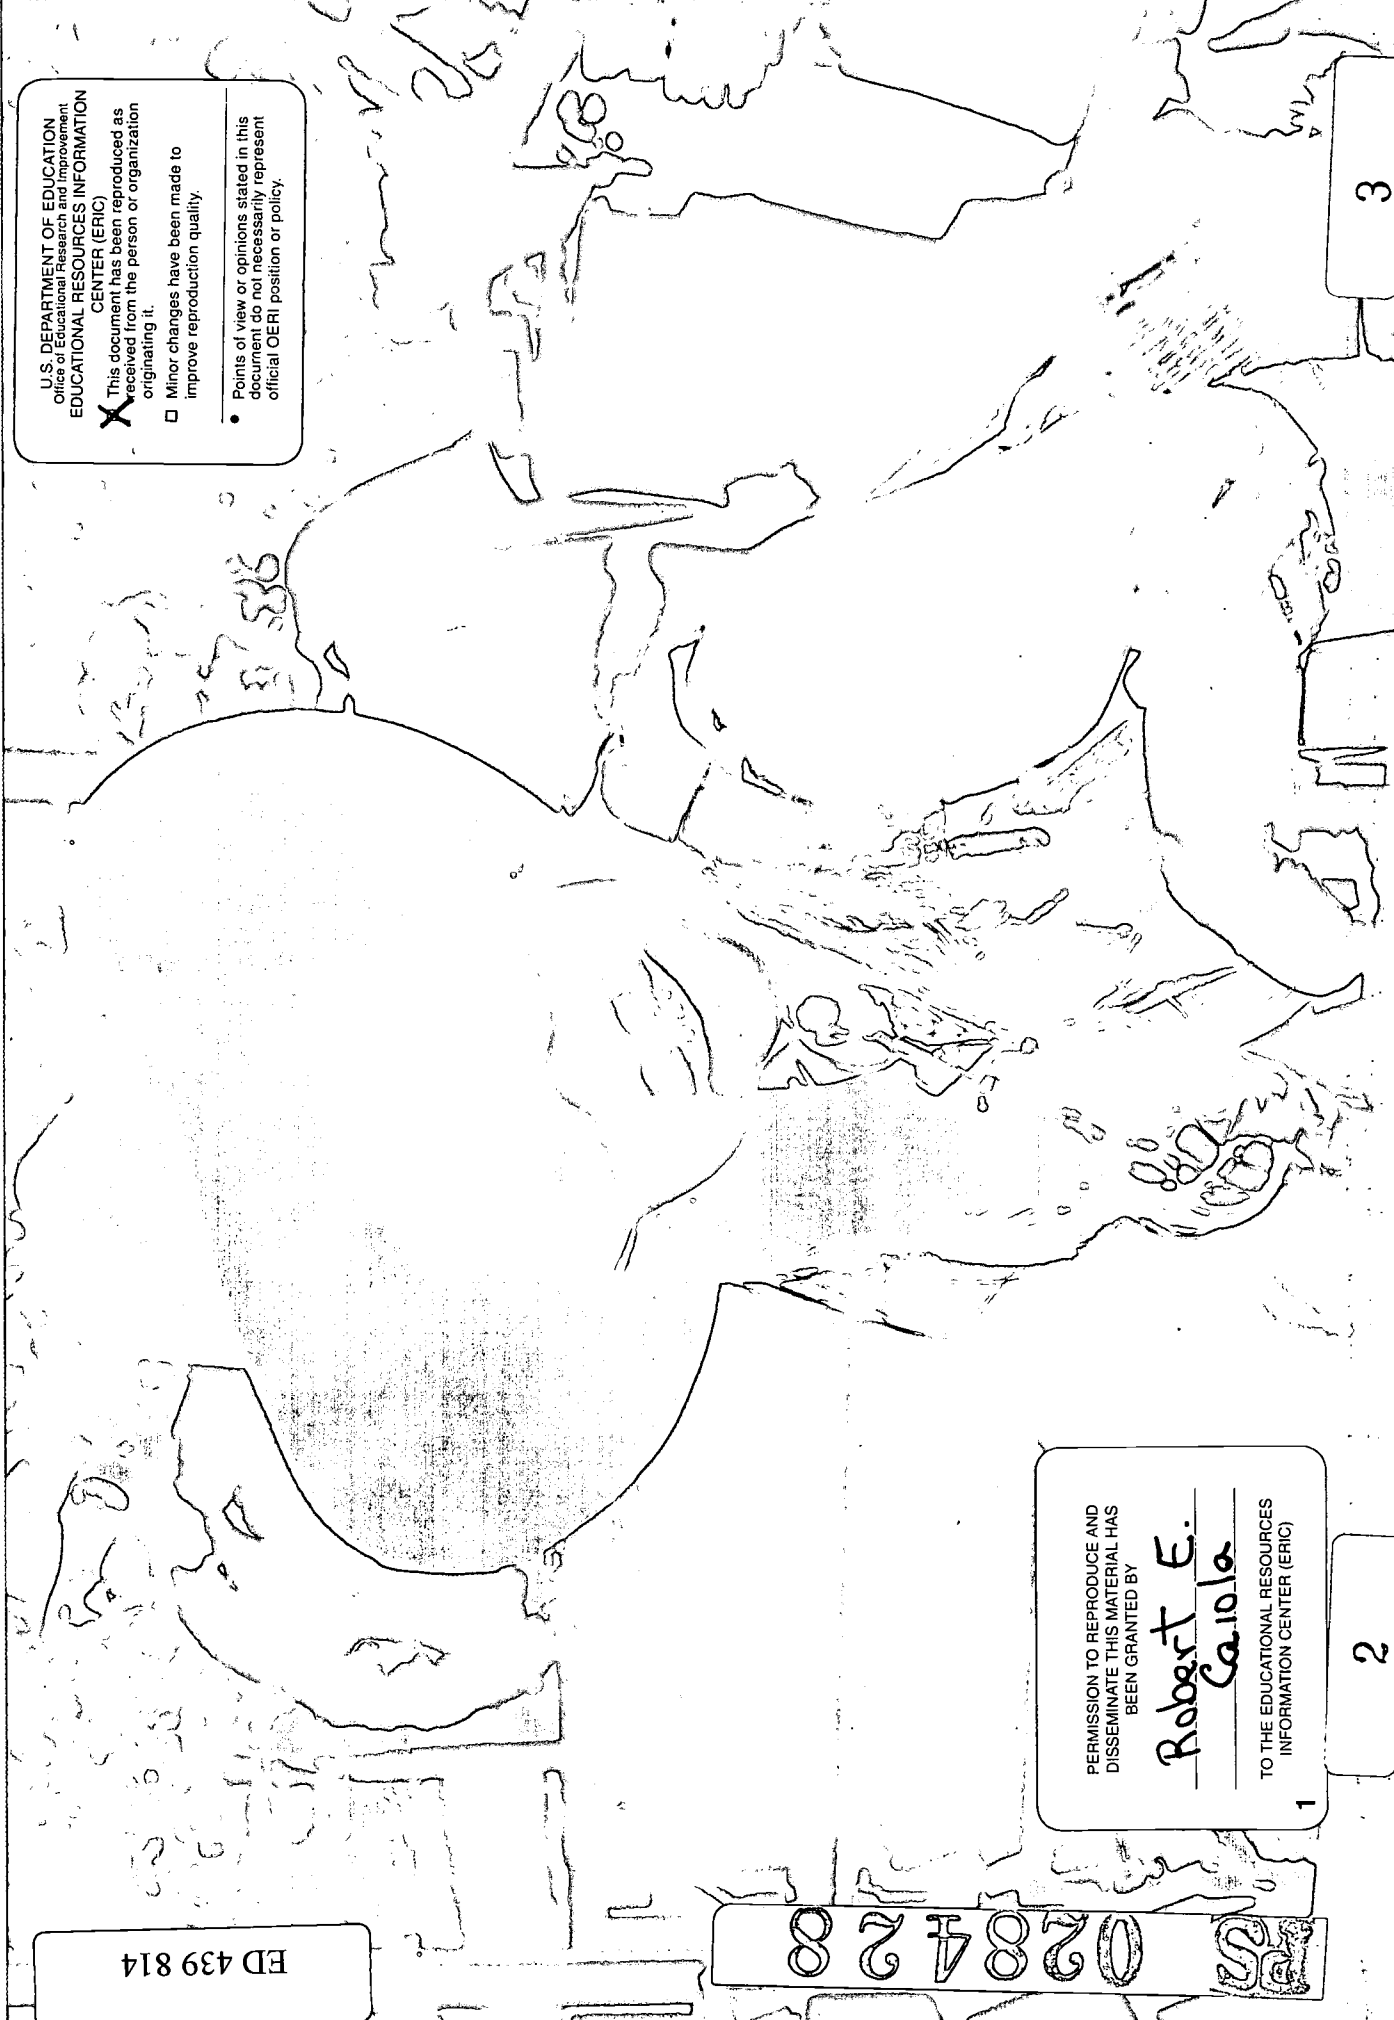 U.S. DEPARTMENT OF EDUCATION
Office of Educational Research and Improvement
EDUCATIONAL RESOURCES INFORMATION
CENTER (ERIC)
This document has been reproduced as
received from the person or organization
originating it.
Minor changes have been made to
improve reproduction quality.
• Points of view or opinions stated in this
document do not necessarily represent
official OERI position or policy.
3
PERMISSION TO REPRODUCE AND
DISSEMINATE THIS MATERIAL HAS
BEEN GRANTED BY
Robert E.
Caiola
TO THE EDUCATIONAL RESOURCES
INFORMATION CENTER (ERIC)
1
2
ED 439 814
PS 028428